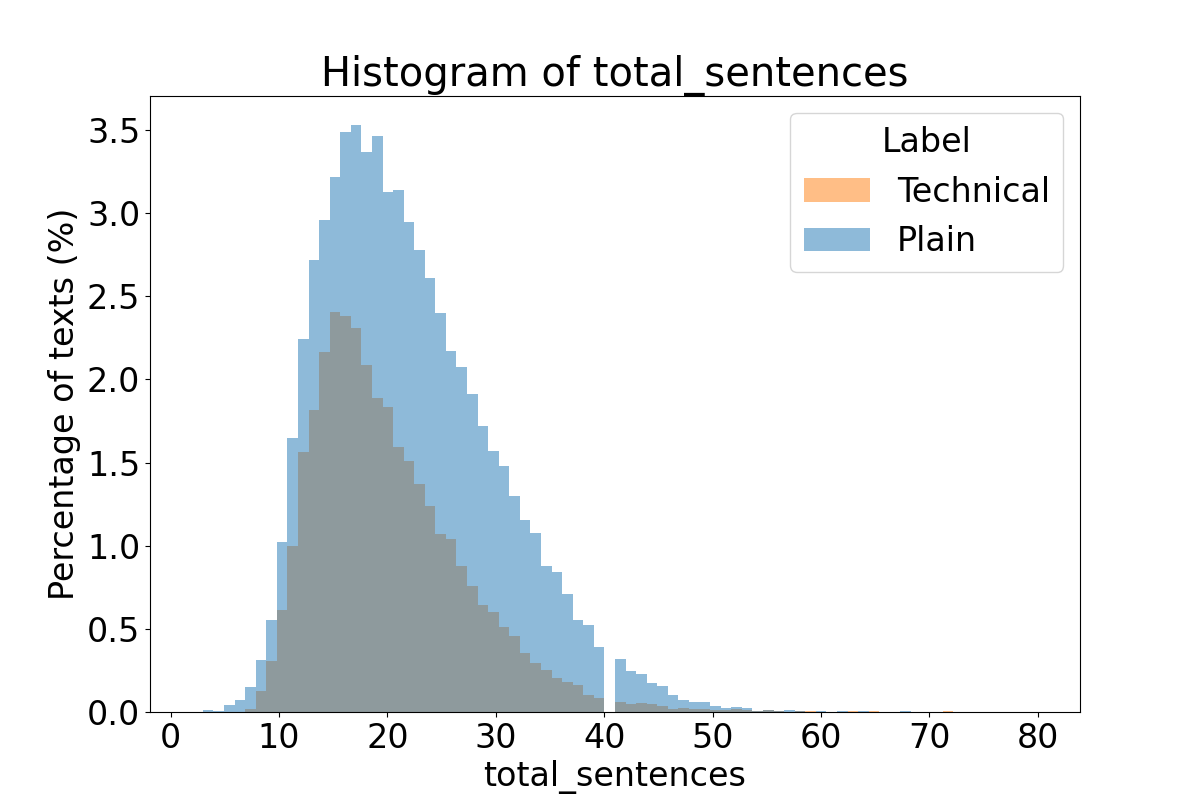 Histogram of total_sentences
Label
Technical
Plain
Percentage of texts (%)
3.5
3.0
2.5
2.0
1.5
1.0
0.5
0.0
0 10 20 30 40 50 60 70 80
total_sentences